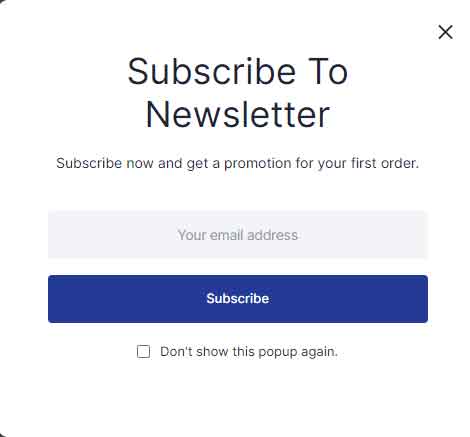 Subscribe To
Newsletter
Subscribe now and get a promotion for your first order.
Your email address
Subscribe
Don't show this popup again.